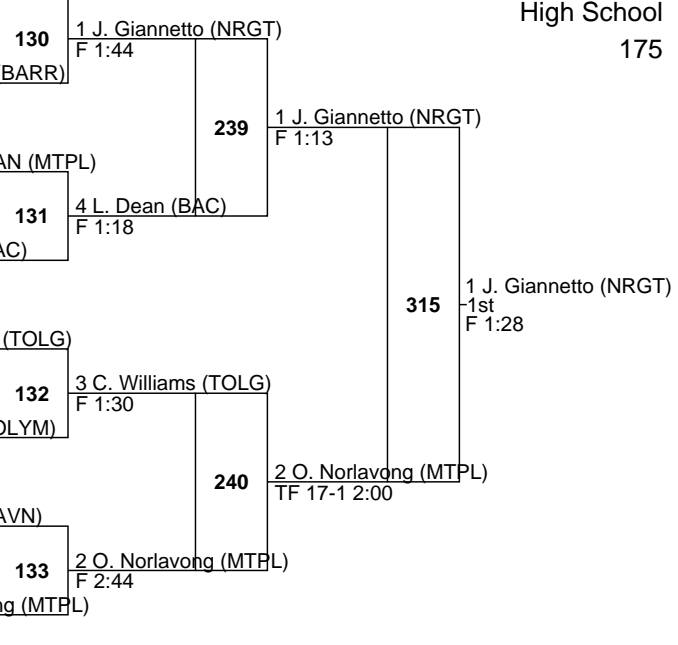 High School
175
130
1 J. Giannetto (NRGT)
F 1:44
(BARR)
239
1 J. Giannetto (NRGT)
F 1:13
AN (MTPL)
131
4 L. Dean (BAC)
F 1:18
AC)
315
1 J. Giannetto (NRGT)
1st
F 1:28
(TOLG)
132
3 C. Williams (TOLG)
F 1:30
OLYM)
240
2 O. Norlavong (MTPL)
TF 17-1 2:00
AVN)
133
2 O. Norlavong (MTPL)
F 2:44
ng (MTPL)